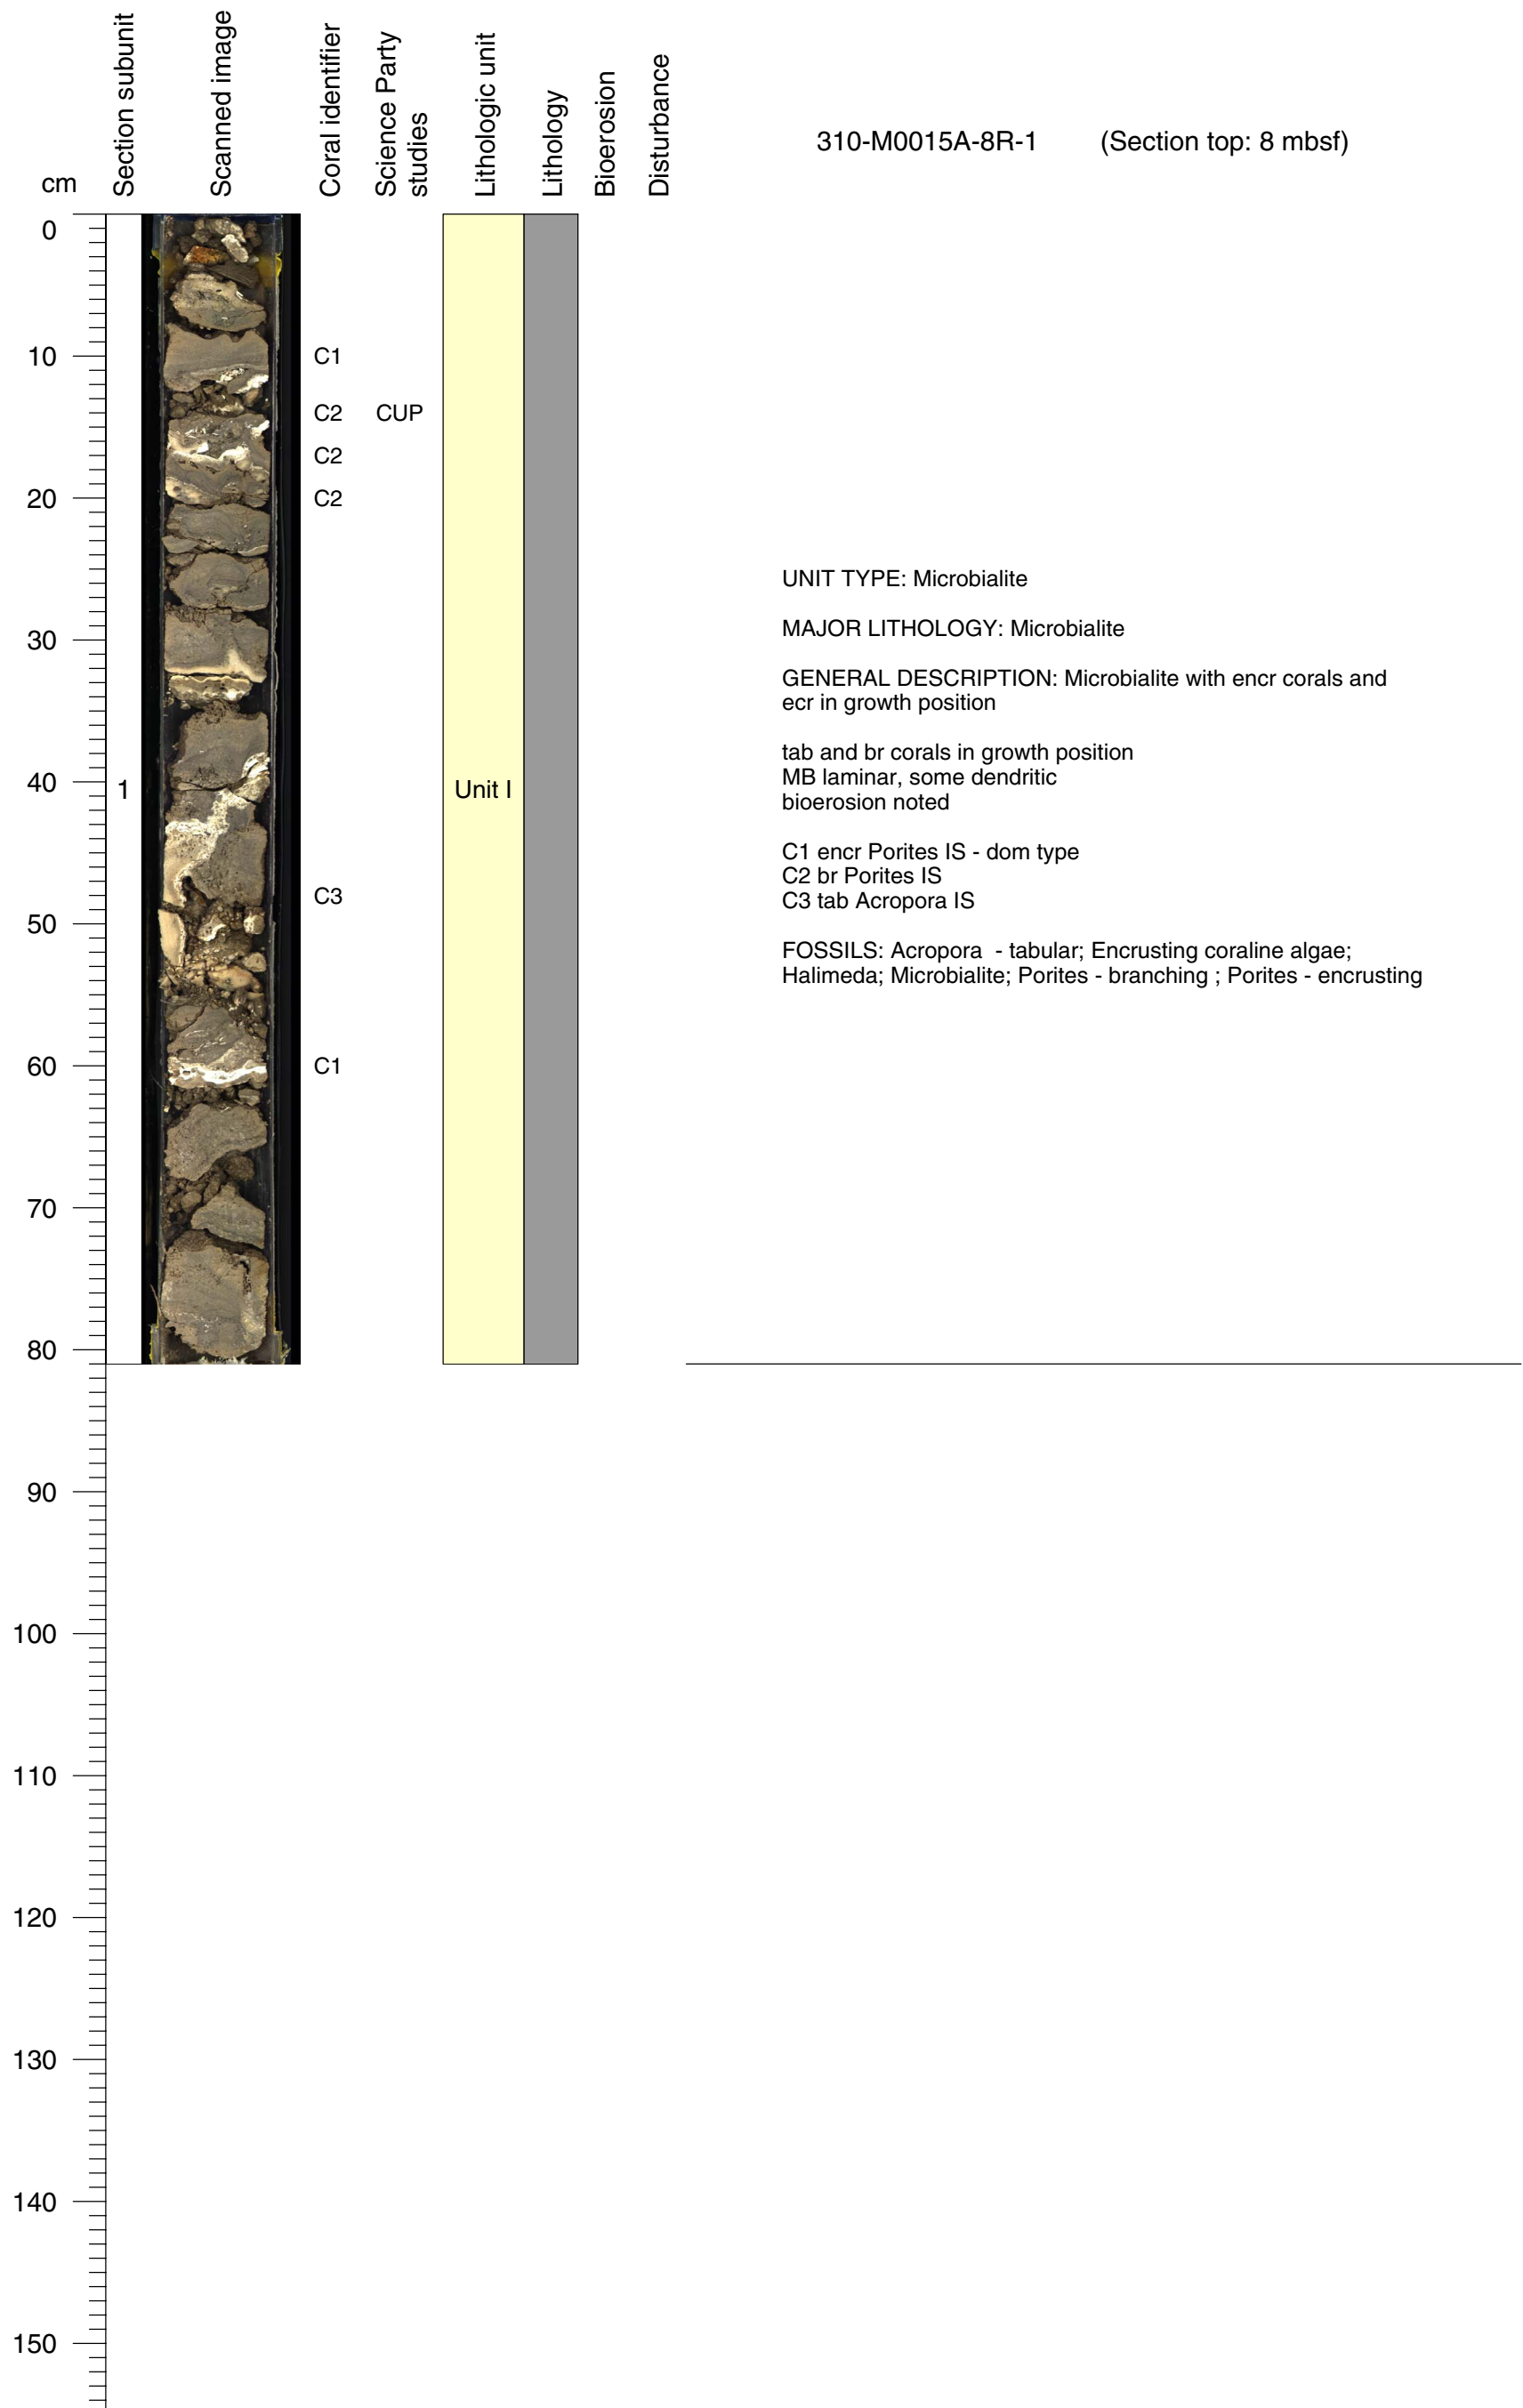 Section subunit
Scanned image
Coral identifier
Science Party
studies
Lithologic unit
Lithology
Bioerosion
Disturbance
310-M0015A-8R-1 (Section top: 8 mbsf)
cm
0
10 C1
C2 CUP
C2
20 C2
30
40
1 Unit I
C3
50
60 C1
70
80
90
100
110
120
130
140
150
UNIT TYPE: Microbialite
MAJOR LITHOLOGY: Microbialite
GENERAL DESCRIPTION: Microbialite with encr corals and
ecr in growth position
tab and br corals in growth position
MB laminar, some dendritic
bioerosion noted
C1 encr Porites IS - dom type
C2 br Porites IS
C3 tab Acropora IS
FOSSILS: Acropora - tabular; Encrusting coraline algae;
Halimeda; Microbialite; Porites - branching ; Porites - encrusting